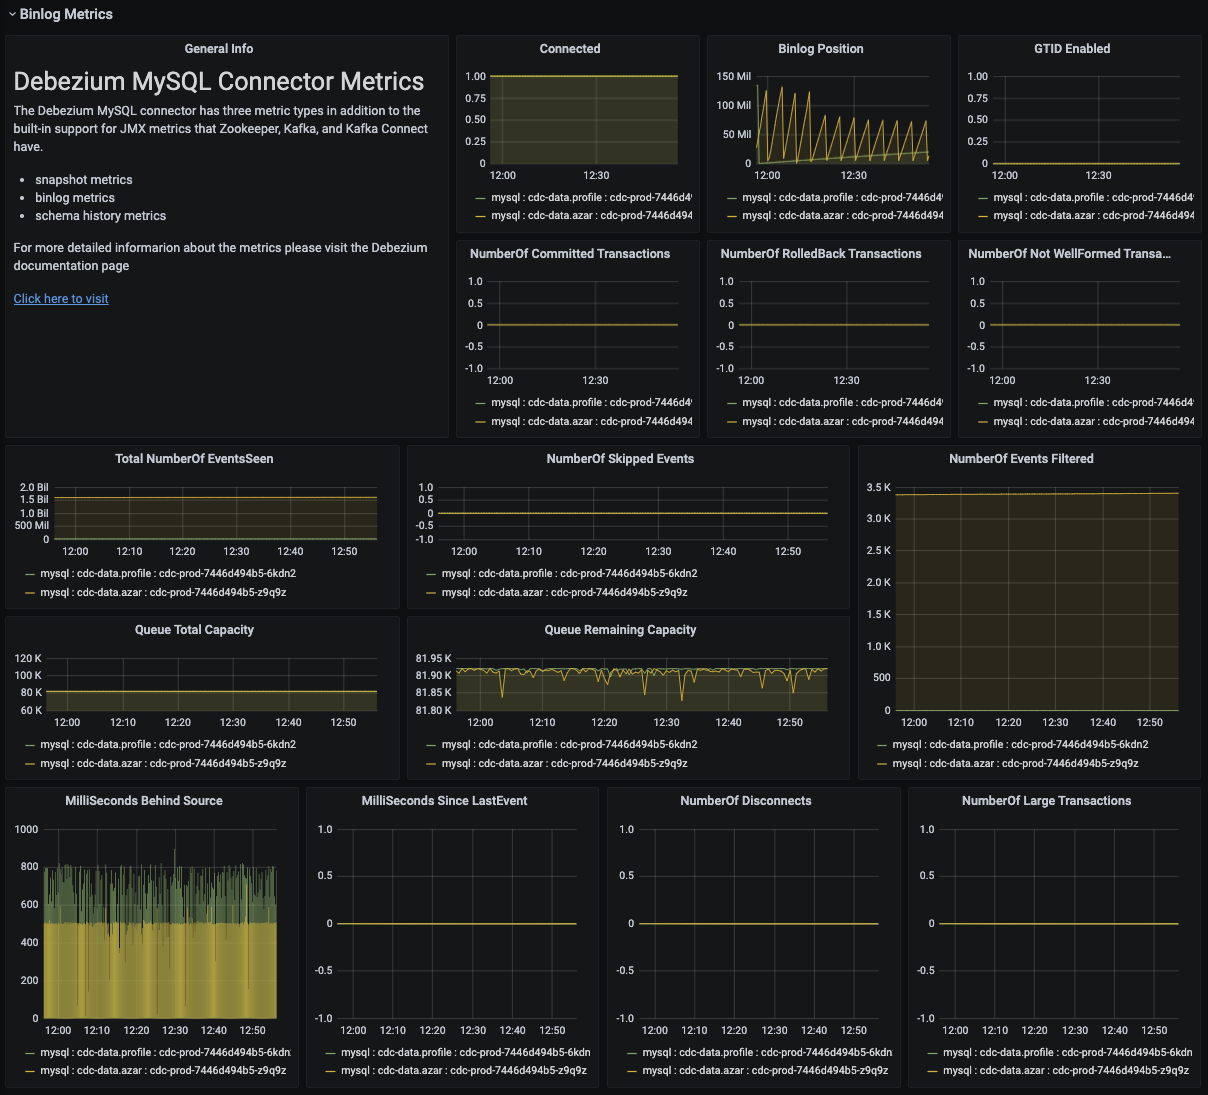 Binlog Metrics
General Info
Debezium MySQL Connector Metrics
The Debezium MySQL connector has three metric types in addition to the
built-in support for JMX metrics that Zookeeper, Kafka, and Kafka Connect
have.
snapshot metrics
binlog metrics
schema history metrics
For more detailed informarion about the metrics please visit the Debezium
documentation page
Click here to visit
Connected
1.00
0.75
0.50
0.25
0
12:00
12:30
mysql : cdc-data.profile : cdc-prod-7446d4
mysql : cdc-data.azar : cdc-prod-7446d494
Binlog Position
150 Mil
100 Mil
50 Mil
0
12:00
12:30
mysql : cdc-data.profile : cdc-prod-7446d4
mysql : cdc-data.azar : cdc-prod-7446d494
GTID Enabled
1.00
0.75
0.50
0.25
0
12:00
12:30
mysql : cdc-data.profile : cdc-prod-7446d4
mysql : cdc-data.azar : cdc-prod-7446d494
NumberOf Committed Transactions
1.0
0.5
0
-0.5
-1.0
12:00
12:30
mysql : cdc-data.profile : cdc-prod-7446d4
mysql : cdc-data.azar : cdc-prod-7446d494
NumberOf RolledBack Transactions
1.0
0.5
0
-0.5
-1.0
12:00
12:30
mysql : cdc-data.profile : cdc-prod-7446d4
mysql : cdc-data.azar : cdc-prod-7446d494
NumberOf Not WellFormed Transa...
1.0
0.5
0
-0.5
-1.0
12:00
12:30
mysql : cdc-data.profile : cdc-prod-7446d4
mysql : cdc-data.azar : cdc-prod-7446d494
Total NumberOf EventsSeen
2.0 Bil
1.5 Bil
1.0 Bil
500 Mil
0
12:00 12:10 12:20 12:30 12:40 12:50
mysql : cdc-data.profile : cdc-prod-7446d494b5-6kdn2
mysql : cdc-data.azar : cdc-prod-7446d494b5-z9q9z
NumberOf Skipped Events
1.0
0.5
0
-0.5
-1.0
12:00 12:10 12:20 12:30 12:40 12:50
mysql : cdc-data.profile : cdc-prod-7446d494b5-6kdn2
mysql : cdc-data.azar : cdc-prod-7446d494b5-z9q9z
NumberOf Events Filtered
3.5 K
3.0 K
2.5 K
2.0 K
1.5 K
1.0 K
500
0
12:00 12:10 12:20 12:30 12:40 12:50
mysql : cdc-data.profile : cdc-prod-7446d494b5-6kdn2
mysql : cdc-data.azar : cdc-prod-7446d494b5-z9q9z
Queue Total Capacity
120 K
100 K
80 K
60 K
12:00 12:10 12:20 12:30 12:40 12:50
mysql : cdc-data.profile : cdc-prod-7446d494b5-6kdn2
mysql : cdc-data.azar : cdc-prod-7446d494b5-z9q9z
Queue Remaining Capacity
81.95 K
81.90 K
81.85 K
81.80 K
12:00 12:10 12:20 12:30 12:40 12:50
mysql : cdc-data.profile : cdc-prod-7446d494b5-6kdn2
mysql : cdc-data.azar : cdc-prod-7446d494b5-z9q9z
MilliSeconds Behind Source
1000
800
600
400
200
0
12:00 12:10 12:20 12:30 12:40 12:50
mysql : cdc-data.profile : cdc-prod-7446d494b5-6kdn
mysql : cdc-data.azar : cdc-prod-7446d494b5-z9q9z
MilliSeconds Since LastEvent
1.0
0.5
0
-0.5
-1.0
12:00 12:10 12:20 12:30 12:40 12:50
mysql : cdc-data.profile : cdc-prod-7446d494b5-6kdn
mysql : cdc-data.azar : cdc-prod-7446d494b5-z9q9z
NumberOf Disconnects
1.0
0.5
0
-0.5
-1.0
12:00 12:10 12:20 12:30 12:40 12:50
mysql : cdc-data.profile : cdc-prod-7446d494b5-6kdn
mysql : cdc-data.azar : cdc-prod-7446d494b5-z9q9z
NumberOf Large Transactions
1.0
0.5
0
-0.5
-1.0
12:00 12:10 12:20 12:30 12:40 12:50
mysql : cdc-data.profile : cdc-prod-7446d494b5-6kdn
mysql : cdc-data.azar : cdc-prod-7446d494b5-z9q9z